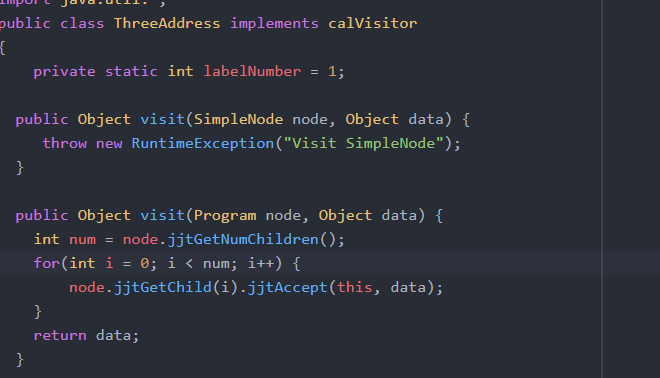 import java.util.*;
public class ThreeAddress implements calVisitor
{
    private static int labelNumber = 1;

  public Object visit(SimpleNode node, Object data) {
     throw new RuntimeException("Visit SimpleNode");
  }

  public Object visit(Program node, Object data) {
    int num = node.jjtGetNumChildren();
    for(int i = 0; i < num; i++) {
        node.jjtGetChild(i).jjtAccept(this, data);
    }
    return data;
  }